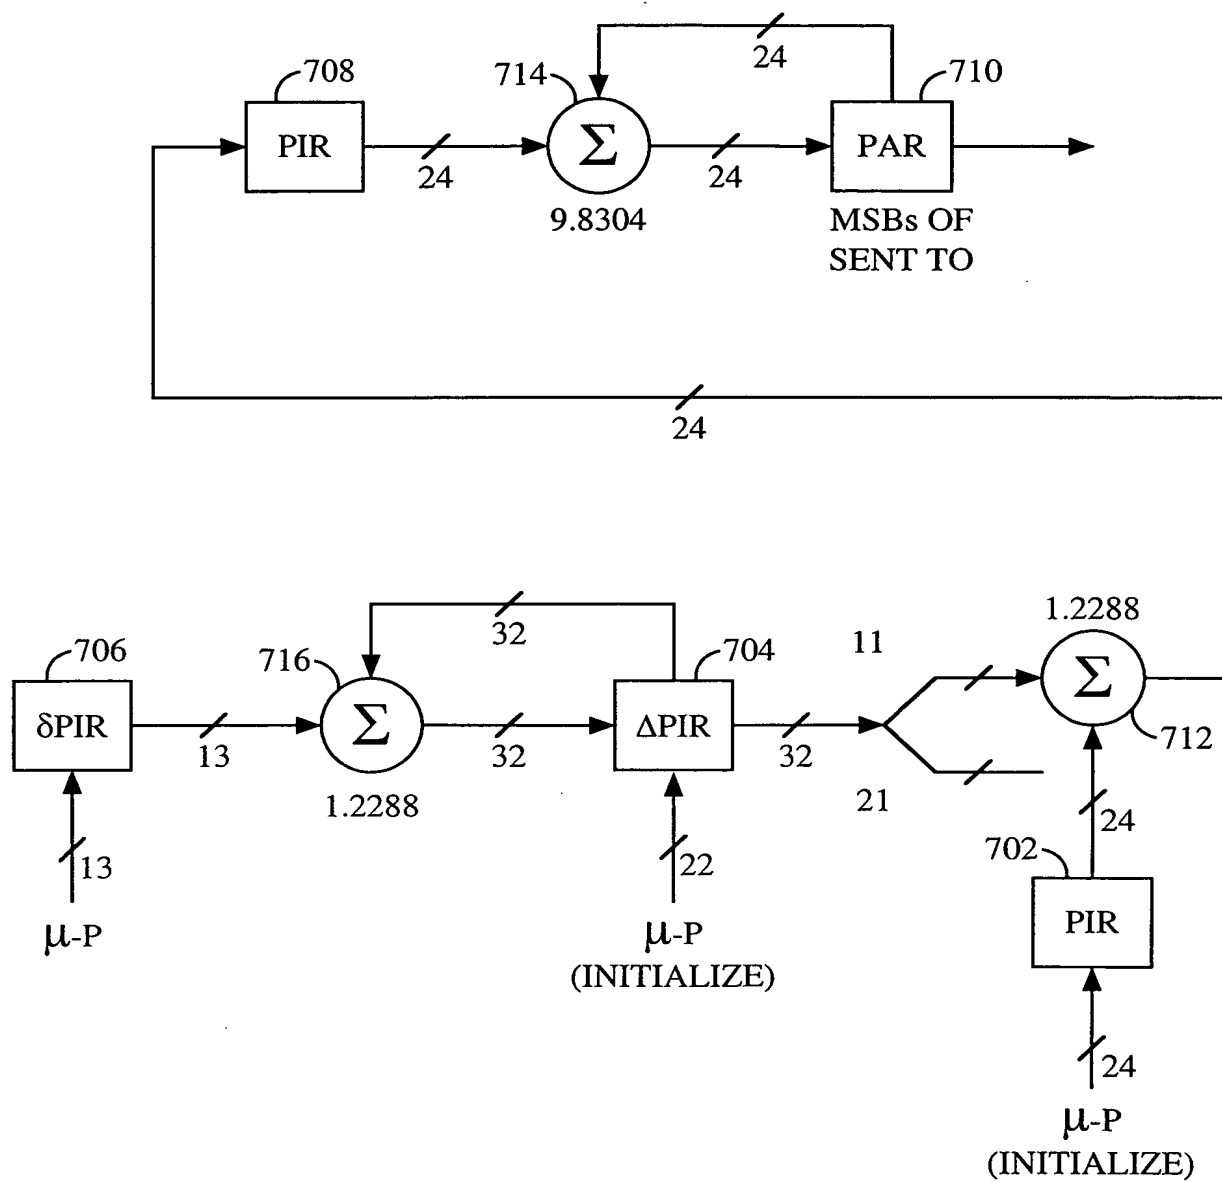 708
714
24
710
PIR
24
Σ
24
PAR
9.8304
MSBs OF
SENT TO
24
706
δPIR
13
13
μ-P
716
Σ
1.2288
32
32
704
ΔPIR
32
22
μ-P
(INITIALIZE)
11
21
1.2288
Σ
712
24
702
PIR
24
μ-P
(INITIALIZE)